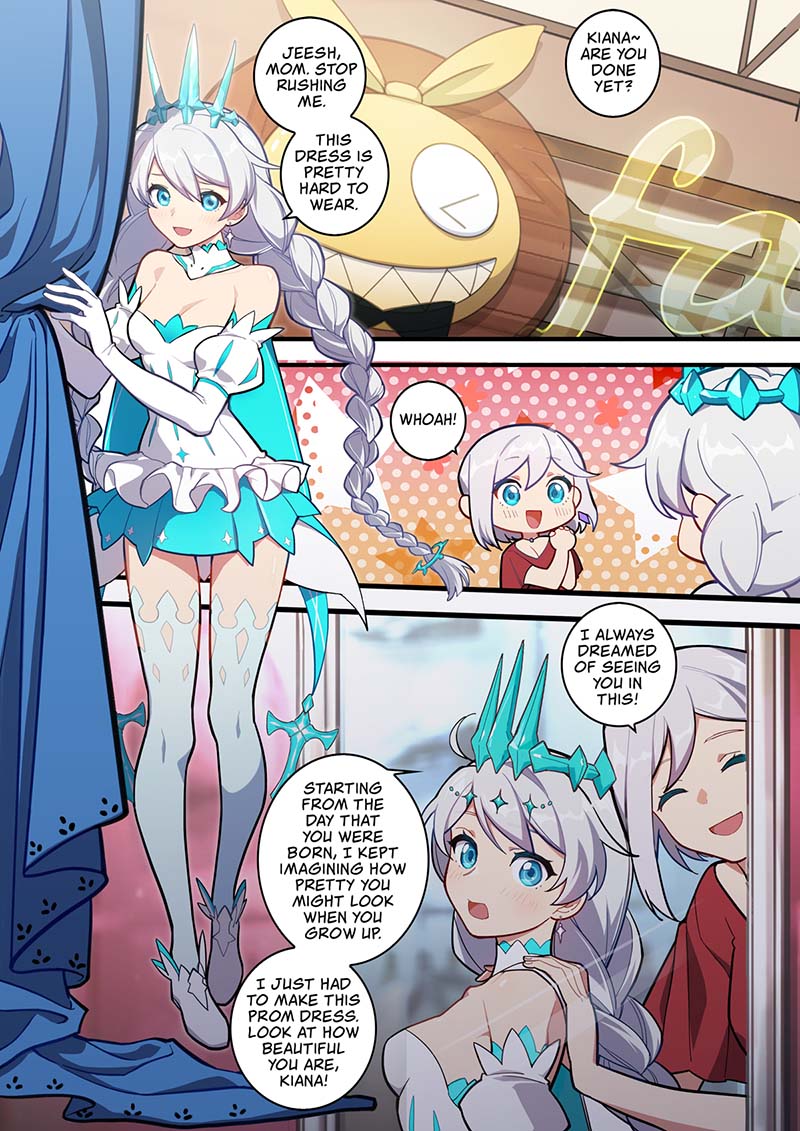 KIANA~
ARE YOU
DONE
YET?
JEESH,
MOM. STOP
RUSHING
ME.
THIS
DRESS IS
PRETTY
HARD TO
WEAR.
fa
WHOAH!
I ALWAYS
DREAMED
OF SEEING
YOU IN
THIS!
STARTING
FROM THE
DAY THAT
YOU WERE
BORN, I KEPT
IMAGINING HOW
PRETTY YOU
MIGHT LOOK
WHEN YOU
GROW UP.
I JUST HAD
TO MAKE THIS
PROM DRESS.
LOOK AT HOW
BEAUTIFUL
YOU ARE,
KIANA!